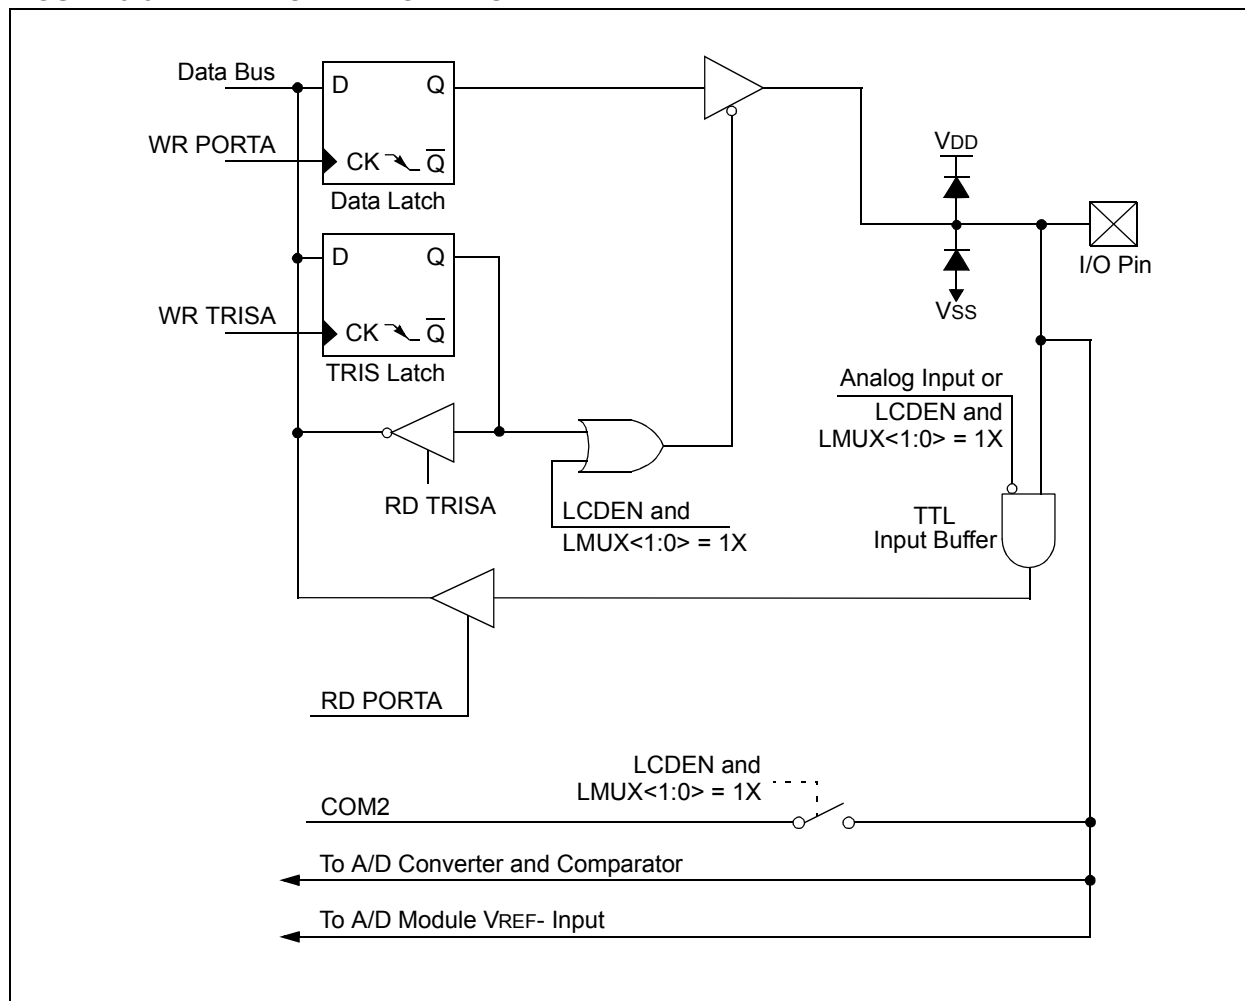 Data Bus
D
Q
WR PORTA
CK
Q̅
Data Latch
VDD
I/O Pin
VSS
D
Q
WR TRISA
CK
Q̅
TRIS Latch
Analog Input or
LCDEN and
LMUX<1:0> = 1X
RD TRISA
LCDEN and
LMUX<1:0> = 1X
TTL
Input Buffer
RD PORTA
LCDEN and
LMUX<1:0> = 1X
COM2
To A/D Converter and Comparator
To A/D Module VREF- Input